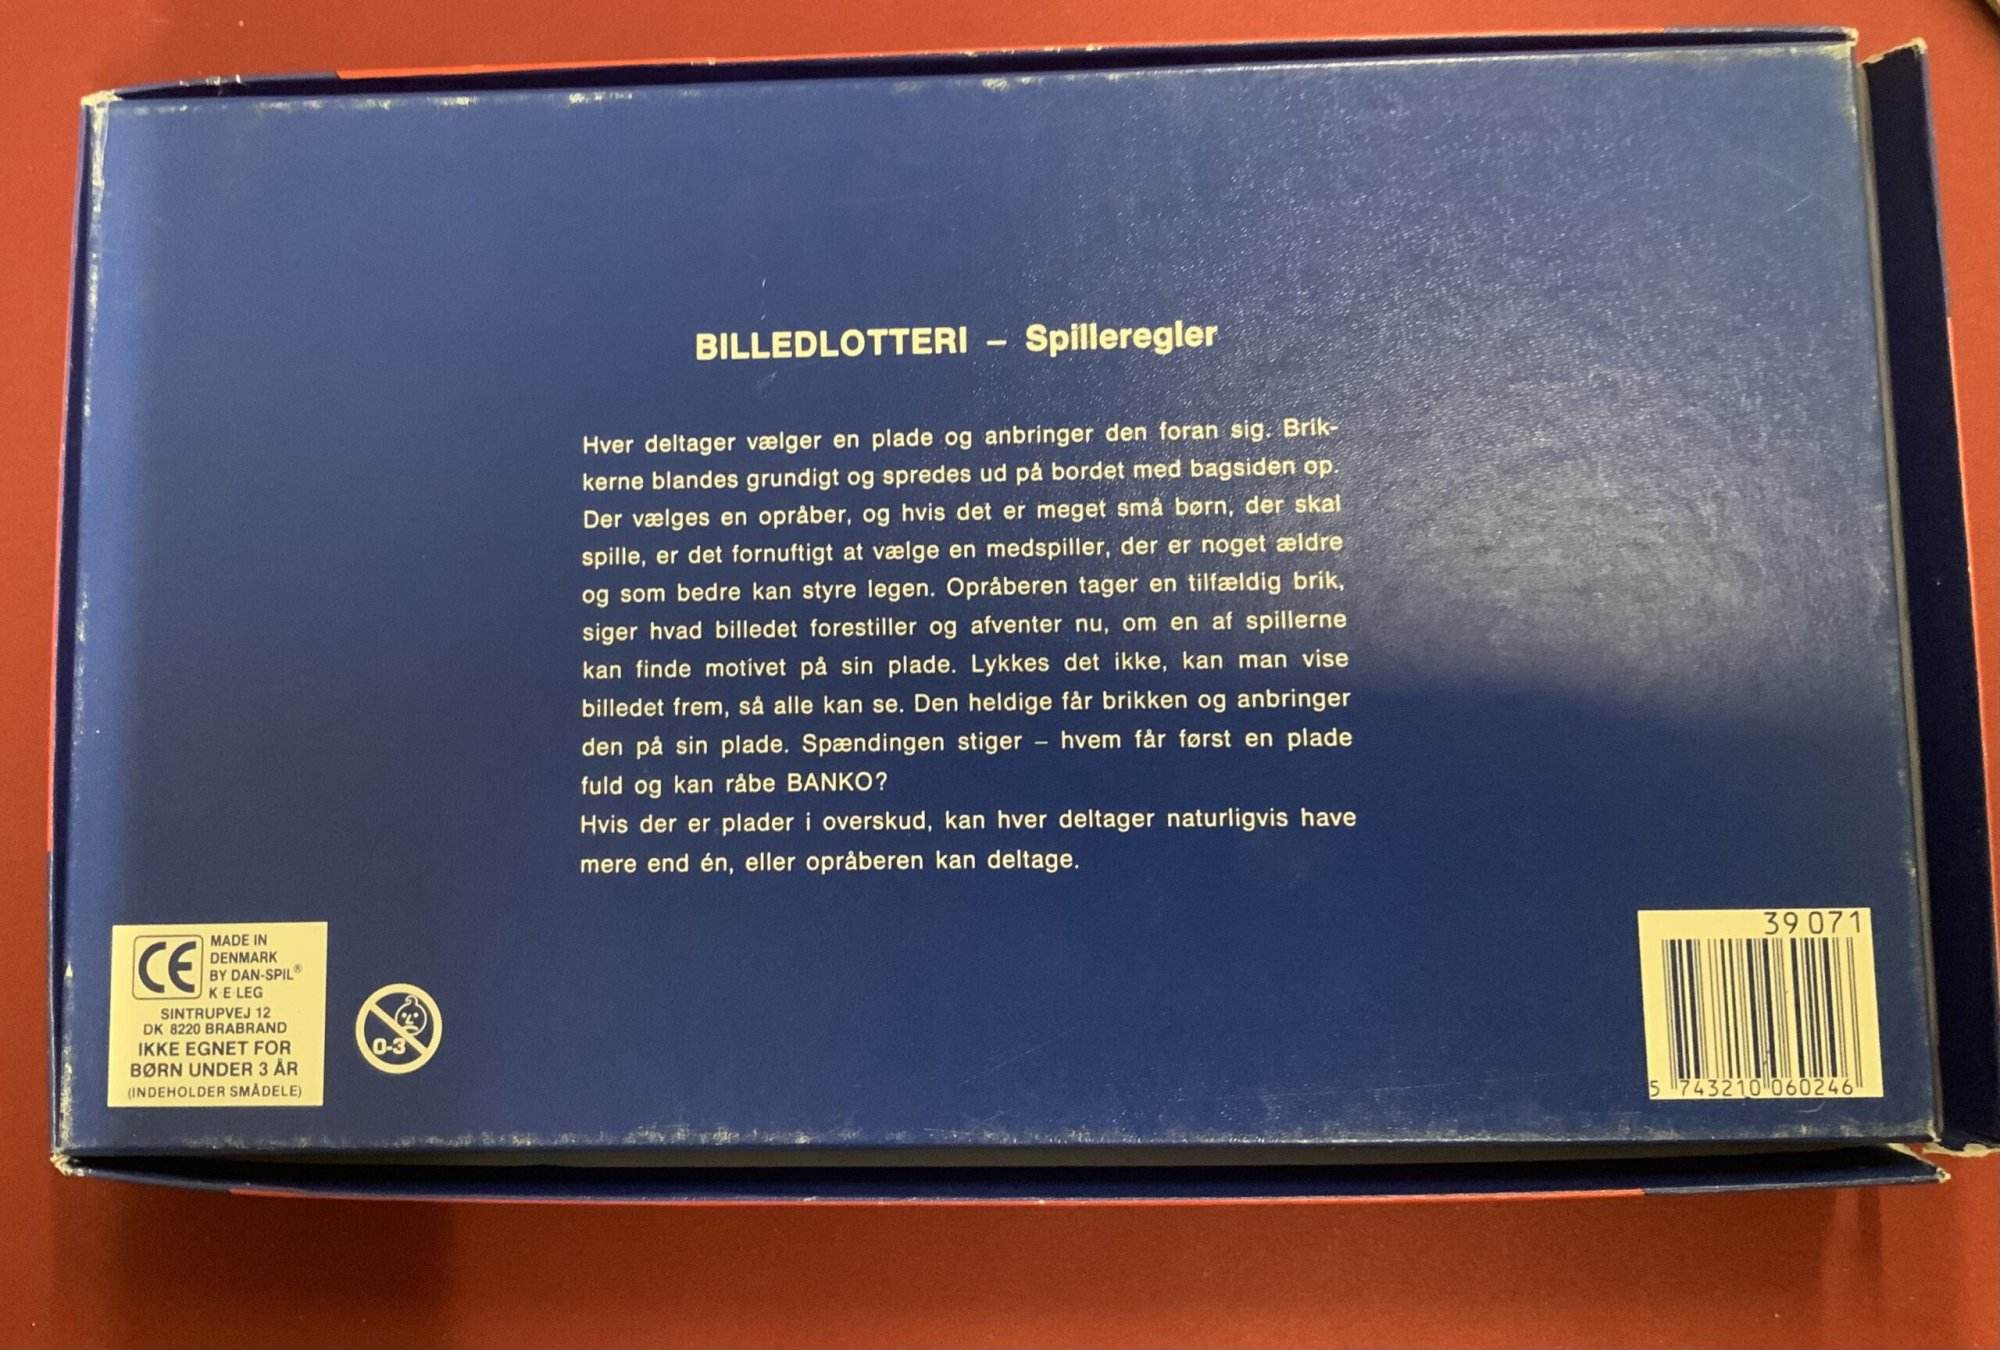 BILLEDLOTTERI – Spilleregler
Hver deltager vælger en plade og anbringer den foran sig. Brik-
kerne blandes grundigt og spredes ud på bordet med bagsiden op.
Der vælges en opråber, og hvis det er meget små børn, der skal
spille, er det fornuftigt at vælge en medspiller, der er noget ældre
og som bedre kan styre legen. Opråberen tager en tilfældig brik,
siger hvad billedet forestiller og afventer nu, om en af spillerne
kan finde motivet på sin plade. Lykkes det ikke, kan man vise
billedet frem, så alle kan se. Den heldige får brikken og anbringer
den på sin plade. Spændingen stiger – hvem får først en plade
fuld og kan råbe BANKO?
Hvis der er plader i overskud, kan hver deltager naturligvis have
mere end én, eller opråberen kan deltage.
CE
MADE IN
DENMARK
BY DAN-SPIL®
K·E·LEG
SINTRUPVEJ 12
DK 8220 BRABRAND
IKKE EGNET FOR
BØRN UNDER 3 ÅR
(INDEHOLDER SMÅDELE)
0-3
39 071
5 743210 060246